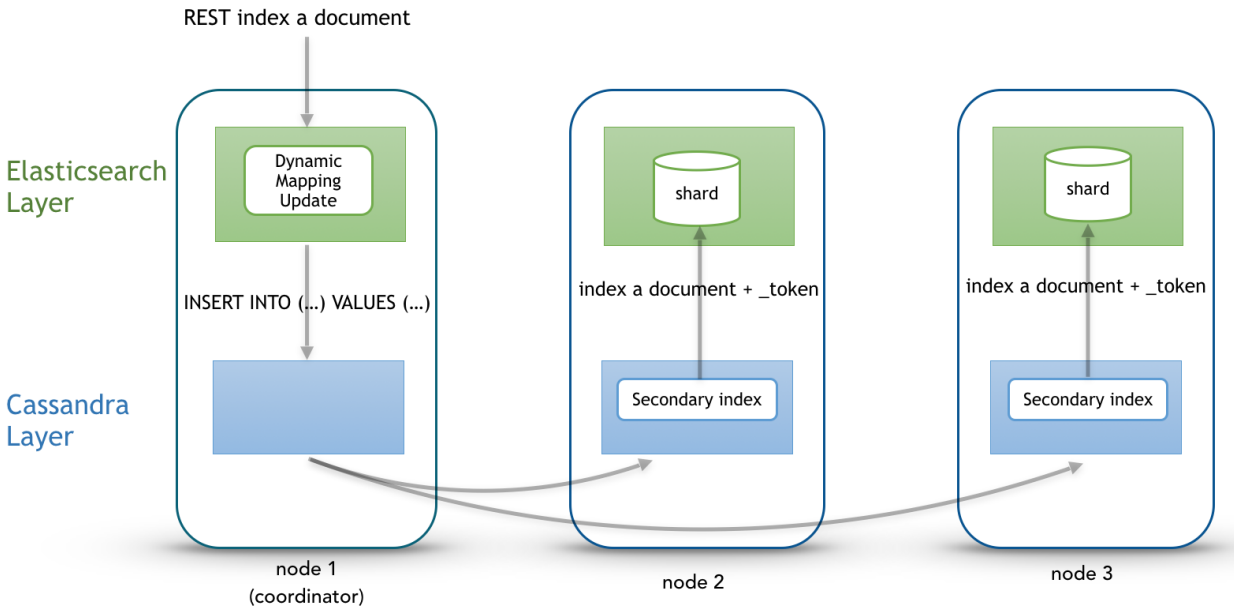 REST index a document
Elasticsearch
Layer
Dynamic
Mapping
Update
shard
shard
INSERT INTO (...) VALUES (...)
index a document + _token
index a document + _token
Cassandra
Layer
Secondary index
Secondary index
node 1
(coordinator)
node 2
node 3